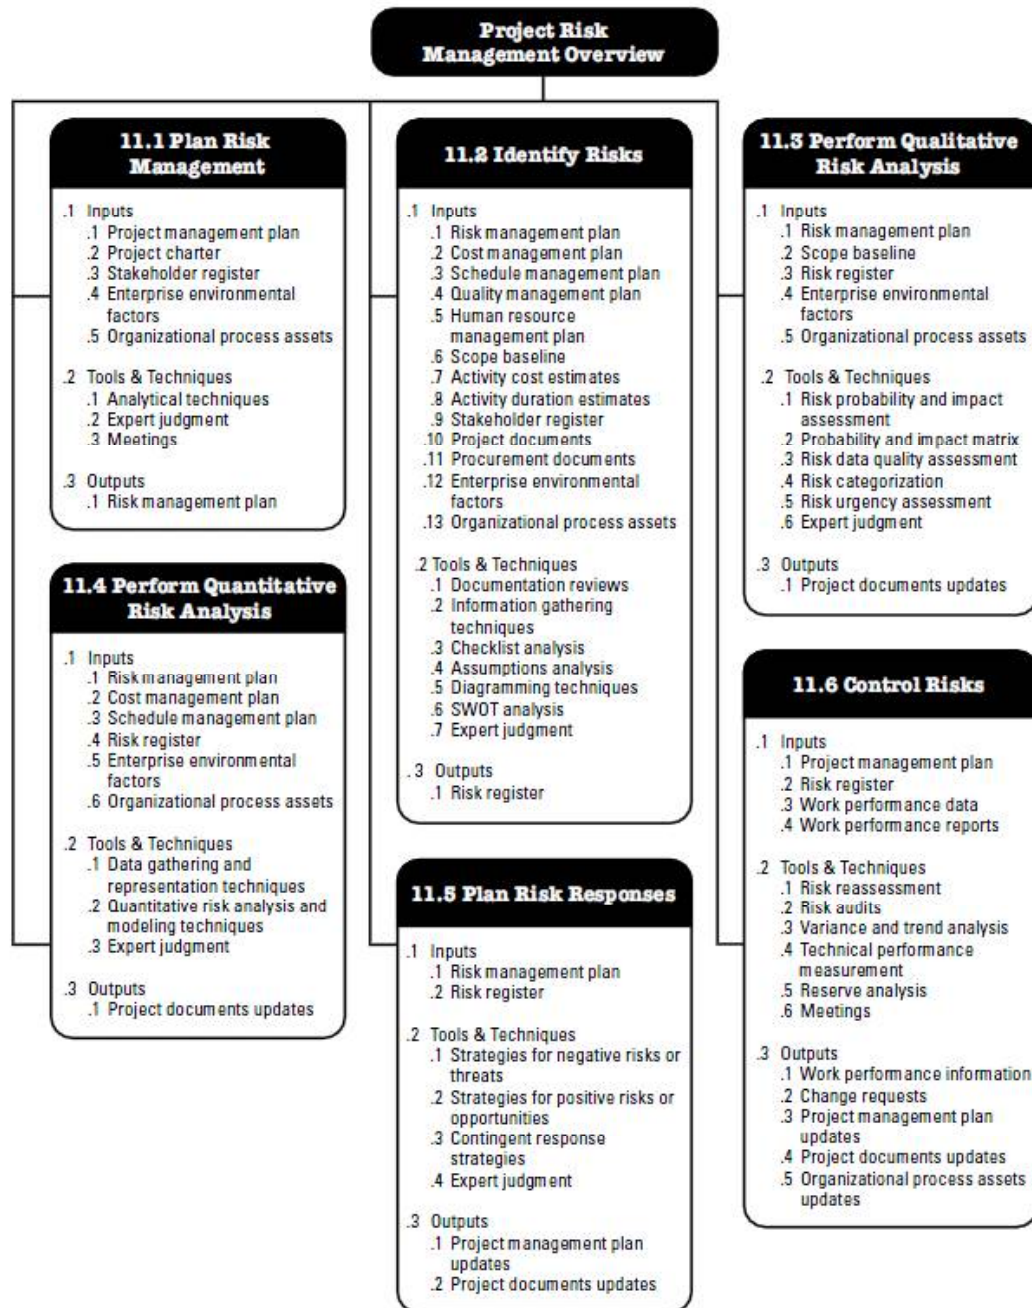 Project Risk
Management Overview
11.1 Plan Risk
Management
.1 Inputs
.1 Project management plan
.2 Project charter
.3 Stakeholder register
.4 Enterprise environmental
factors
.5 Organizational process assets
.2 Tools & Techniques
.1 Analytical techniques
.2 Expert judgment
.3 Meetings
.3 Outputs
.1 Risk management plan
11.2 Identify Risks
.1 Inputs
.1 Risk management plan
.2 Cost management plan
.3 Schedule management plan
.4 Quality management plan
.5 Human resource
management plan
.6 Scope baseline
.7 Activity cost estimates
.8 Activity duration estimates
.9 Stakeholder register
.10 Project documents
.11 Procurement documents
.12 Enterprise environmental
factors
.13 Organizational process assets
.2 Tools & Techniques
.1 Documentation reviews
.2 Information gathering
techniques
.3 Checklist analysis
.4 Assumptions analysis
.5 Diagramming techniques
.6 SWOT analysis
.7 Expert judgment
.3 Outputs
.1 Risk register
11.3 Perform Qualitative
Risk Analysis
.1 Inputs
.1 Risk management plan
.2 Scope baseline
.3 Risk register
.4 Enterprise environmental
factors
.5 Organizational process assets
.2 Tools & Techniques
.1 Risk probability and impact
assessment
.2 Probability and impact matrix
.3 Risk data quality assessment
.4 Risk categorization
.5 Risk urgency assessment
.6 Expert judgment
.3 Outputs
.1 Project documents updates
11.4 Perform Quantitative
Risk Analysis
.1 Inputs
.1 Risk management plan
.2 Cost management plan
.3 Schedule management plan
.4 Risk register
.5 Enterprise environmental
factors
.6 Organizational process assets
.2 Tools & Techniques
.1 Data gathering and
representation techniques
.2 Quantitative risk analysis and
modeling techniques
.3 Expert judgment
.3 Outputs
.1 Project documents updates
11.5 Plan Risk Responses
.1 Inputs
.1 Risk management plan
.2 Risk register
.2 Tools & Techniques
.1 Strategies for negative risks or
threats
.2 Strategies for positive risks or
opportunities
.3 Contingent response
strategies
.4 Expert judgment
.3 Outputs
.1 Project management plan
updates
.2 Project documents updates
11.6 Control Risks
.1 Inputs
.1 Project management plan
.2 Risk register
.3 Work performance data
.4 Work performance reports
.2 Tools & Techniques
.1 Risk reassessment
.2 Risk audits
.3 Variance and trend analysis
.4 Technical performance
measurement
.5 Reserve analysis
.6 Meetings
.3 Outputs
.1 Work performance information
.2 Change requests
.3 Project management plan
updates
.4 Project documents updates
.5 Organizational process assets
updates